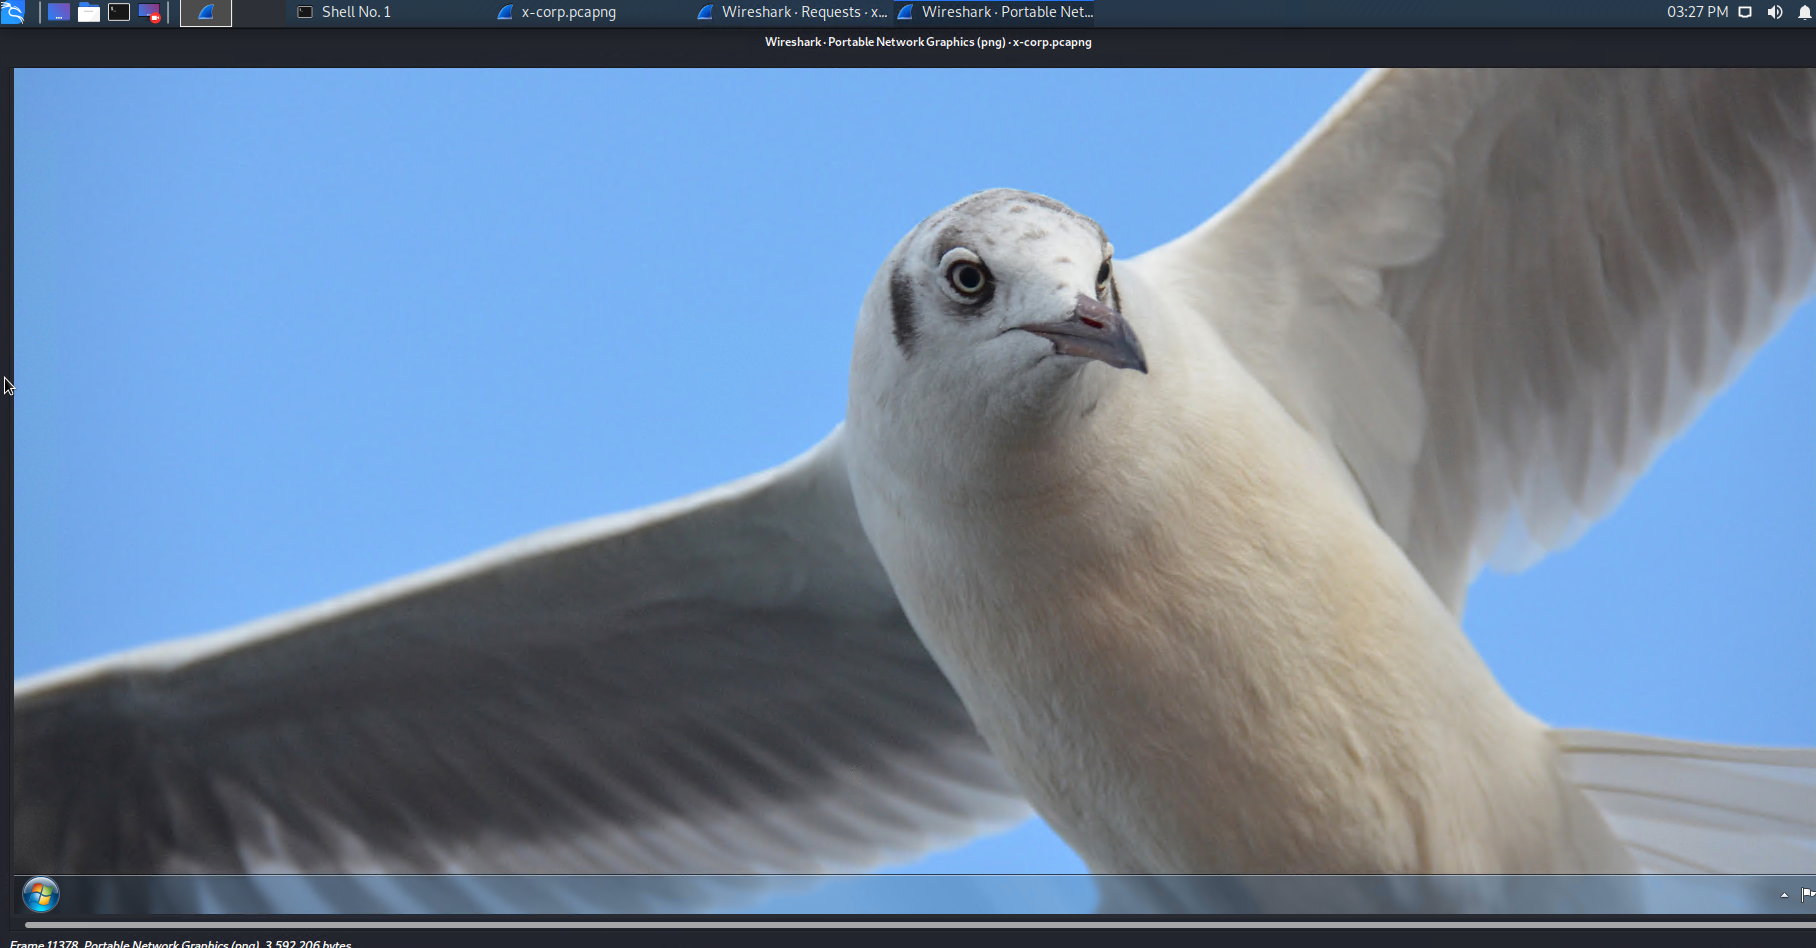 Shell No. 1
x-corp.pcapng
Wireshark · Requests · x...
Wireshark · Portable Net...
03:27 PM
Wireshark · Portable Network Graphics (png) · x-corp.pcapng
Frame 11378, Portable Network Graphics (png), 3,592,206 bytes